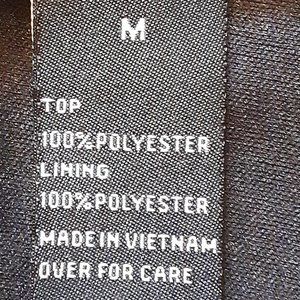 M
TOP
100%POLYESTER
LINING
100%POLYESTER
MADE IN VIETNAM
OVER FOR CARE